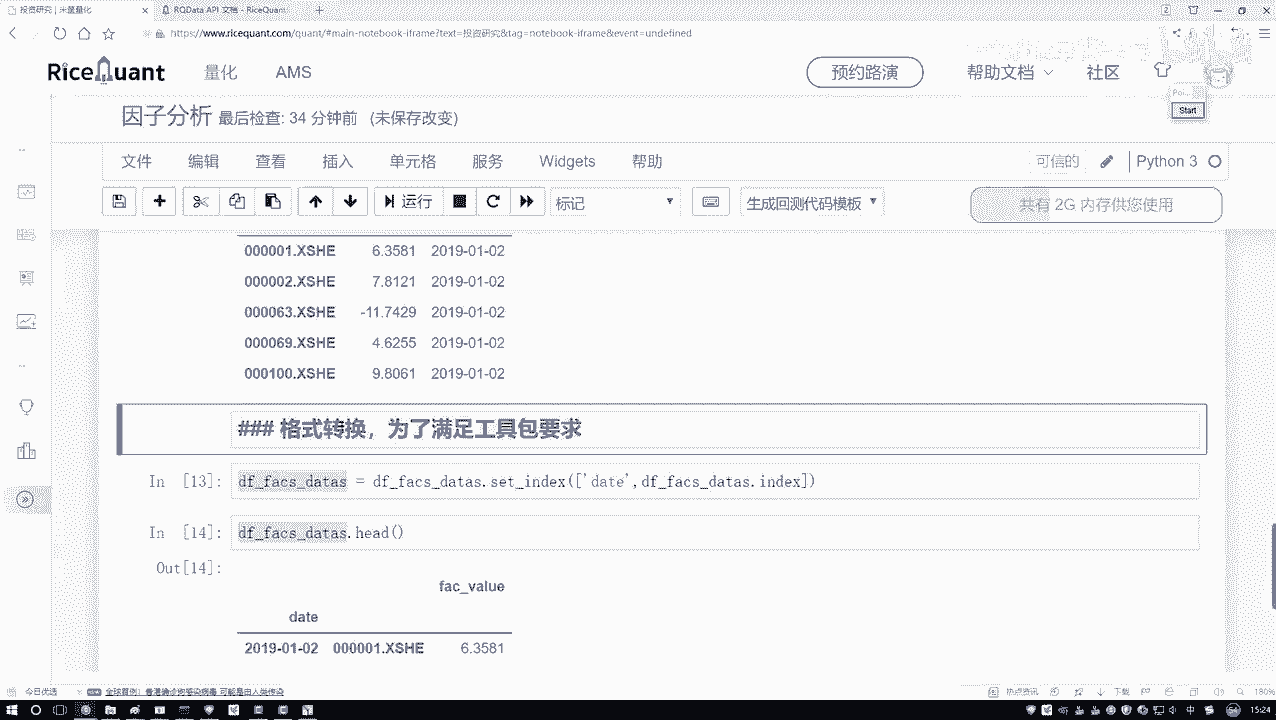 投资研究 | 米筐量化
RQData API 文档 - RiceQuant
https://www.ricequant.com/quant/#main-notebook-iframe?text=投资研究&tag=notebook-iframe&event=undefined
RiceQuant 量化 AMS 预约路演 帮助文档 社区
Start
因子分析 最后检查: 34 分钟前 (未保存改变)
文件 编辑 查看 插入 单元格 服务 Widgets 帮助 可信的 Python 3
运行 标记 生成回测代码模板 共有 2G 内存供您使用
000001.XSHE 6.3581 2019-01-02
000002.XSHE 7.8121 2019-01-02
000063.XSHE -11.7429 2019-01-02
000069.XSHE 4.6255 2019-01-02
000100.XSHE 9.8061 2019-01-02
### 格式转换，为了满足工具包要求
In [13]: df_facs_datas = df_facs_datas.set_index(['date',df_facs_datas.index])
In [14]: df_facs_datas.head()
Out[14]:
fac_value
date
2019-01-02 000001.XSHE 6.3581
今日优选
热点资讯 下载 180%
中 15:24